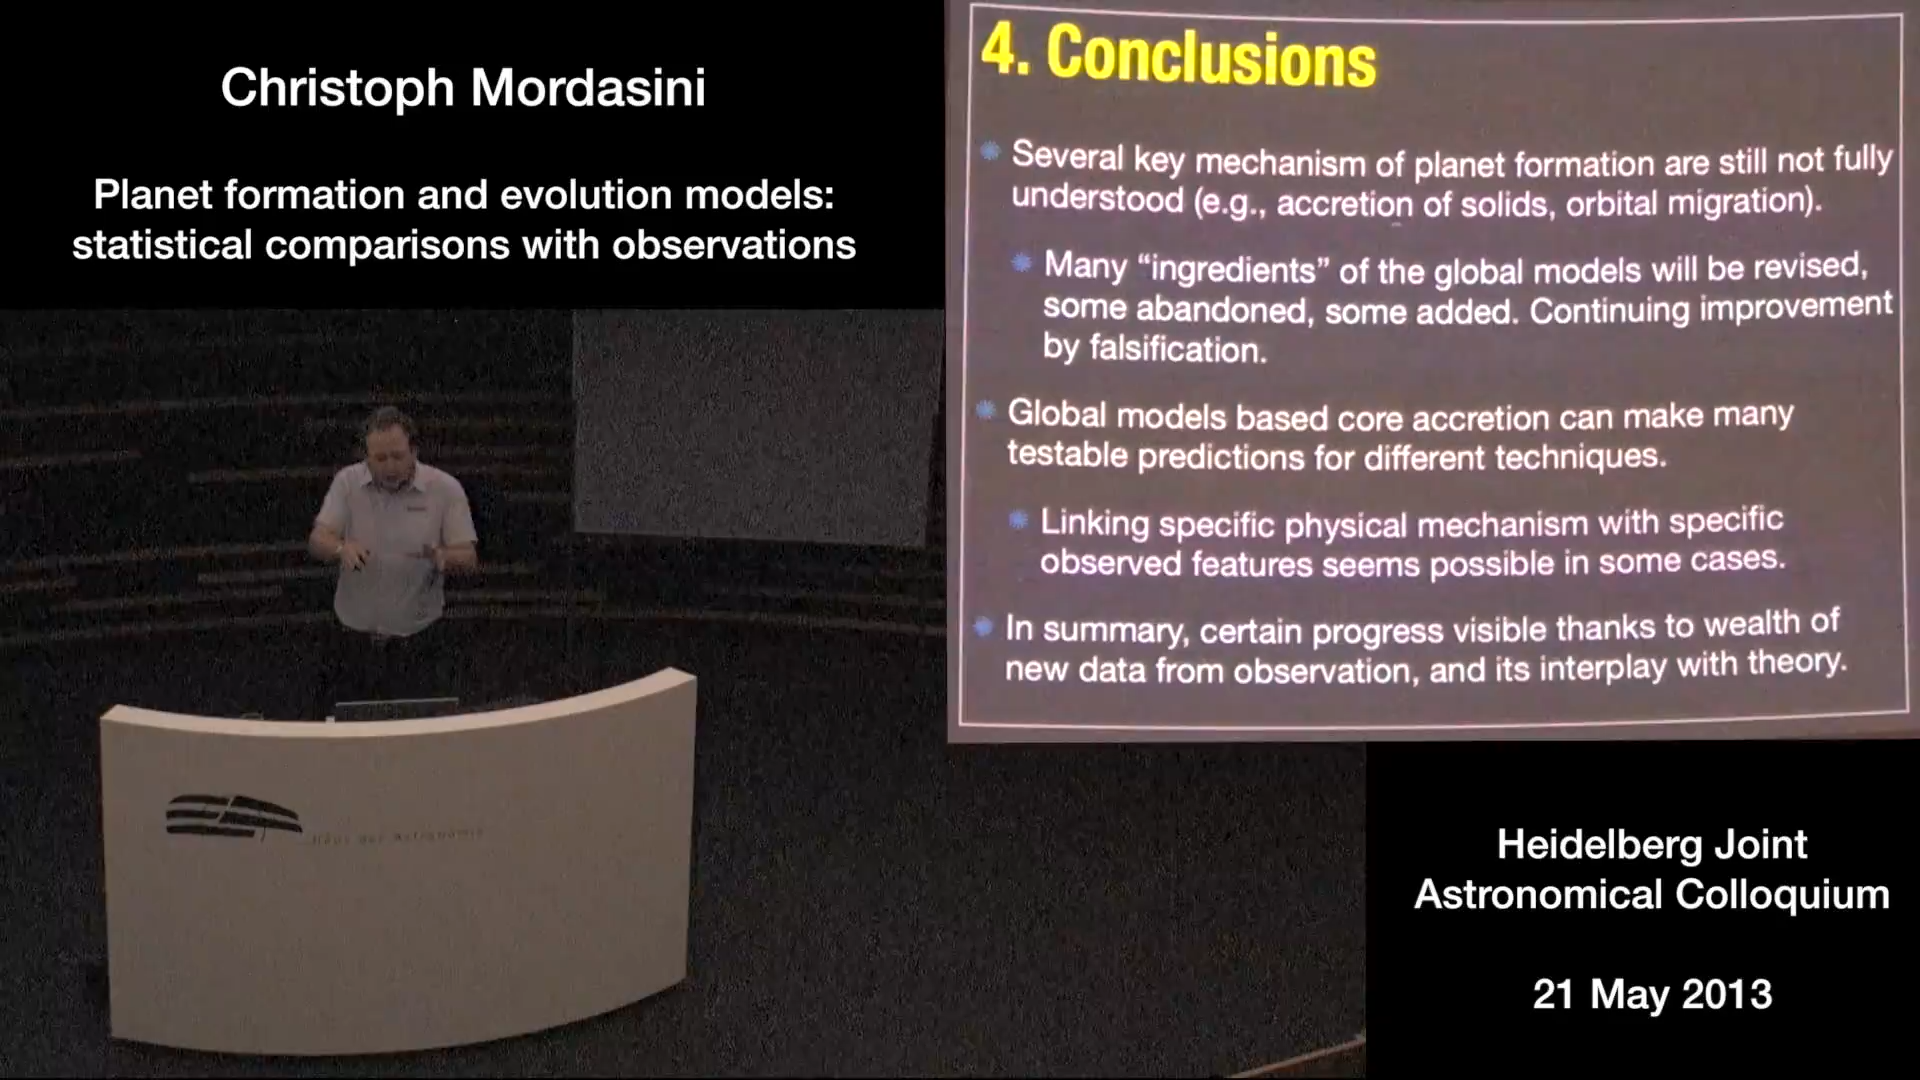 Christoph Mordasini
Planet formation and evolution models:
statistical comparisons with observations
4. Conclusions
Several key mechanism of planet formation are still not fully
understood (e.g., accretion of solids, orbital migration).
Many “ingredients” of the global models will be revised,
some abandoned, some added. Continuing improvement
by falsification.
Global models based core accretion can make many
testable predictions for different techniques.
Linking specific physical mechanism with specific
observed features seems possible in some cases.
In summary, certain progress visible thanks to wealth of
new data from observation, and its interplay with theory.
Haus der Astronomie
Heidelberg Joint
Astronomical Colloquium
21 May 2013